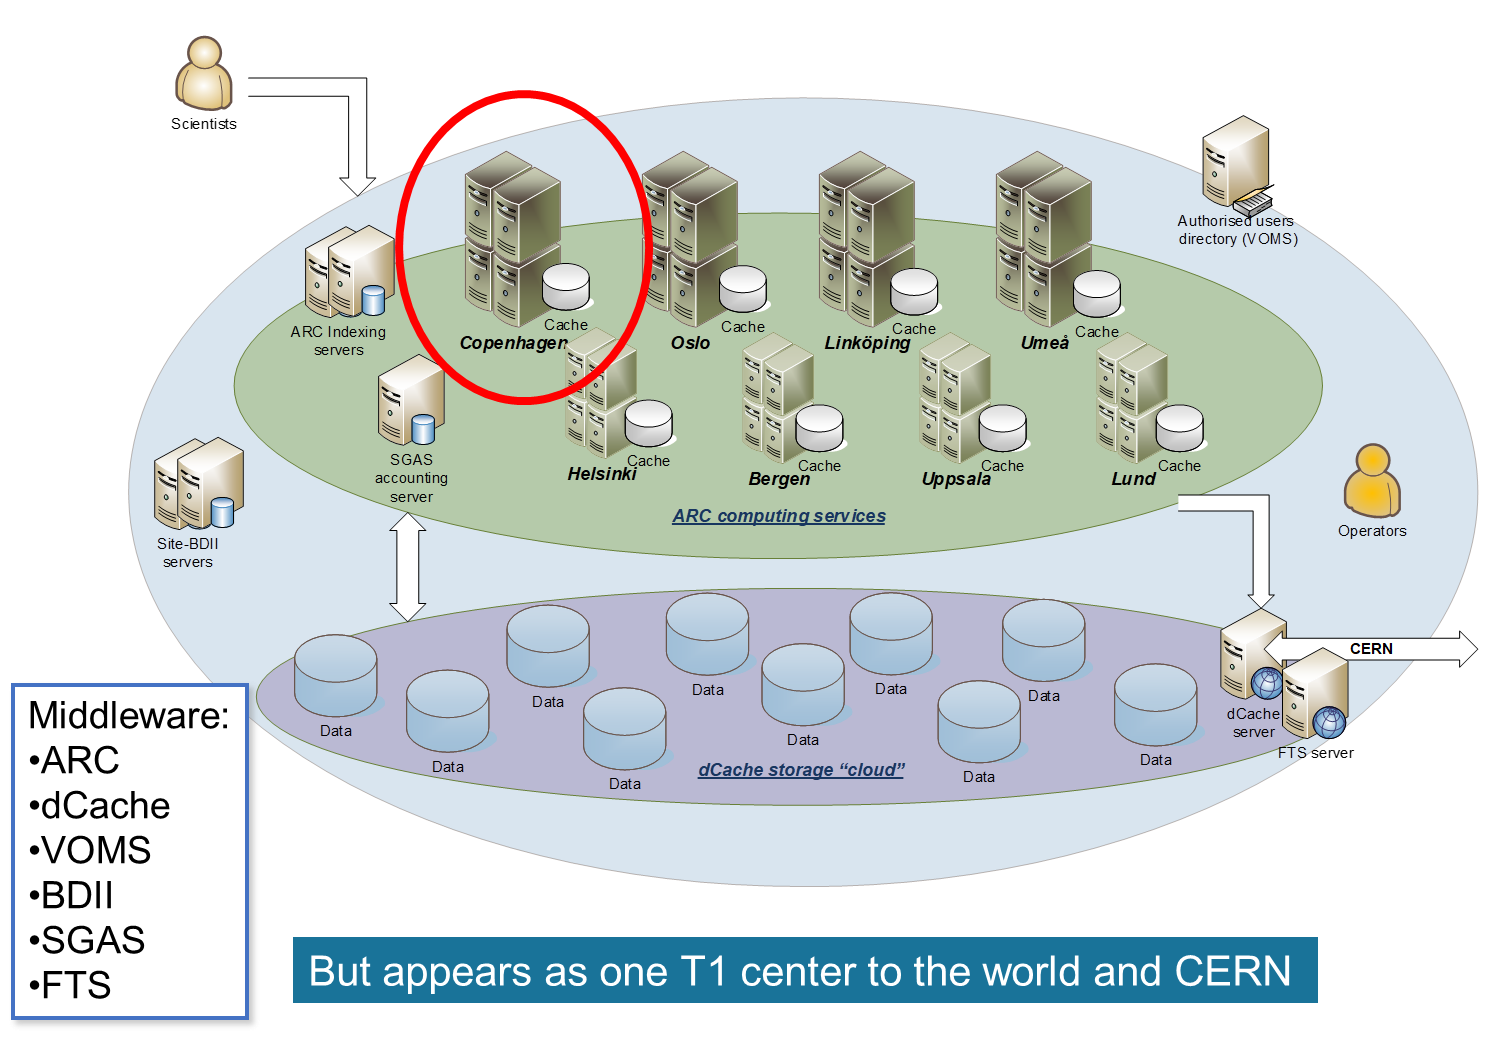 Scientists
Authorised users
directory (VOMS)
ARC Indexing
servers
Cache
Cache
Cache
Cache
Copenhagen
Oslo
Linköping
Umeå
SGAS
accounting
server
Cache
Cache
Cache
Cache
Helsinki
Bergen
Uppsala
Lund
ARC computing services
Site-BDII
servers
Operators
CERN
Data
Data
Data
Data
Data
Data
Data
Data
Data
Data
dCache
server
FTS server
dCache storage “cloud”
Middleware:
•ARC
•dCache
•VOMS
•BDII
•SGAS
•FTS
But appears as one T1 center to the world and CERN